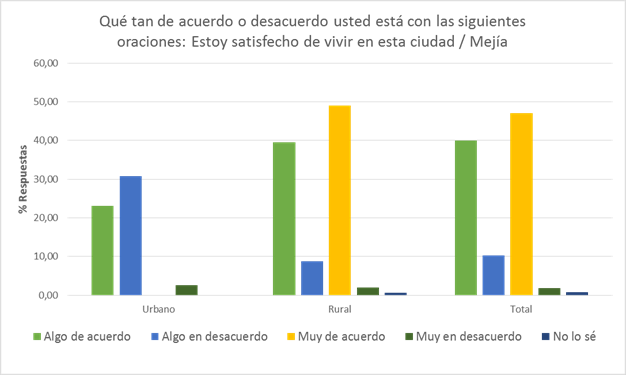 Qué tan de acuerdo o desacuerdo usted está con las siguientes
oraciones: Estoy satisfecho de vivir en esta ciudad / Mejía
60,00
50,00
40,00
30,00
20,00
10,00
0,00
% Respuestas
Urbano Rural Total
Algo de acuerdo Algo en desacuerdo Muy de acuerdo Muy en desacuerdo No lo sé